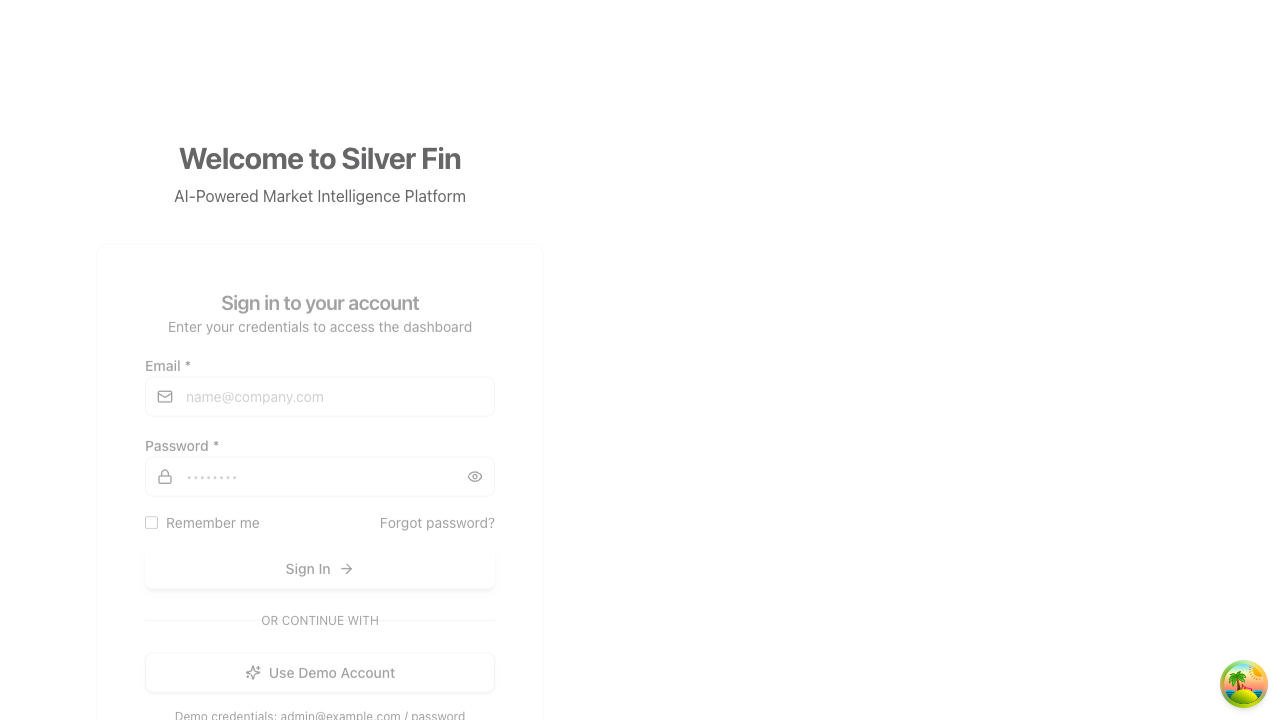 Welcome to Silver Fin
AI-Powered Market Intelligence Platform
Sign in to your account
Enter your credentials to access the dashboard
Email *
name@company.com
Password *
••••••••
Remember me
Forgot password?
Sign In
OR CONTINUE WITH
Use Demo Account
Demo credentials: admin@example.com / password